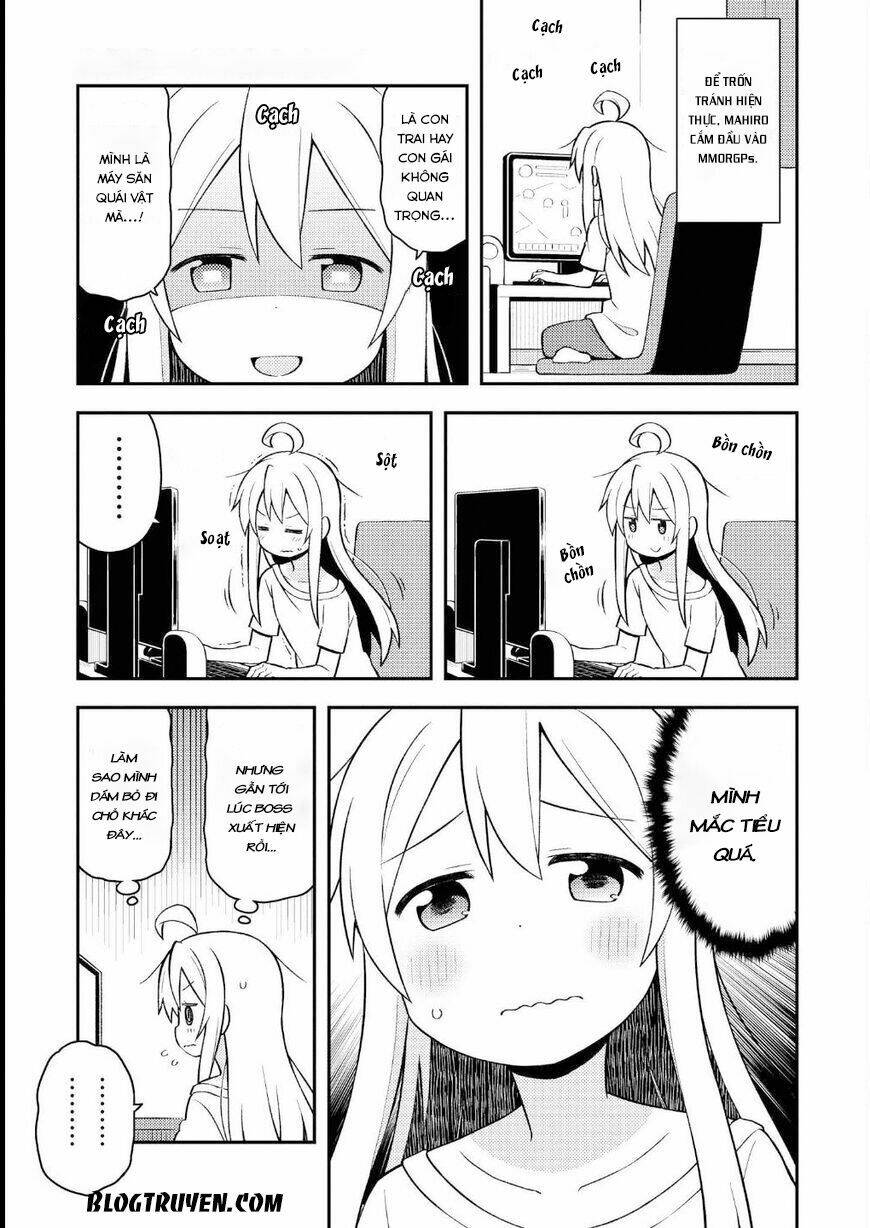 ĐỂ TRỐN
TRÁNH HIỆN
THỰC, MAHIRO
CẮM ĐẦU VÀO
MMORGPs.
Cạch
Cạch
Cạch
LÀ CON
TRAI HAY
CON GÁI
KHÔNG
QUAN
TRỌNG...
Cạch
Cạch
MÌNH LÀ
MÁY SĂN
QUÁI VẬT
MÀ...!
Cạch
Bồn chồn
Bồn
chồn
Sột
Soạt
MÌNH
MẮC TIỂU
QUÁ.
NHƯNG
GẦN TỚI
LÚC BOSS
XUẤT HIỆN
RỒI...
LÀM
SAO MÌNH
DÁM BỎ ĐI
CHỖ KHÁC
ĐÂY...
BLOGTRUYEN.COM